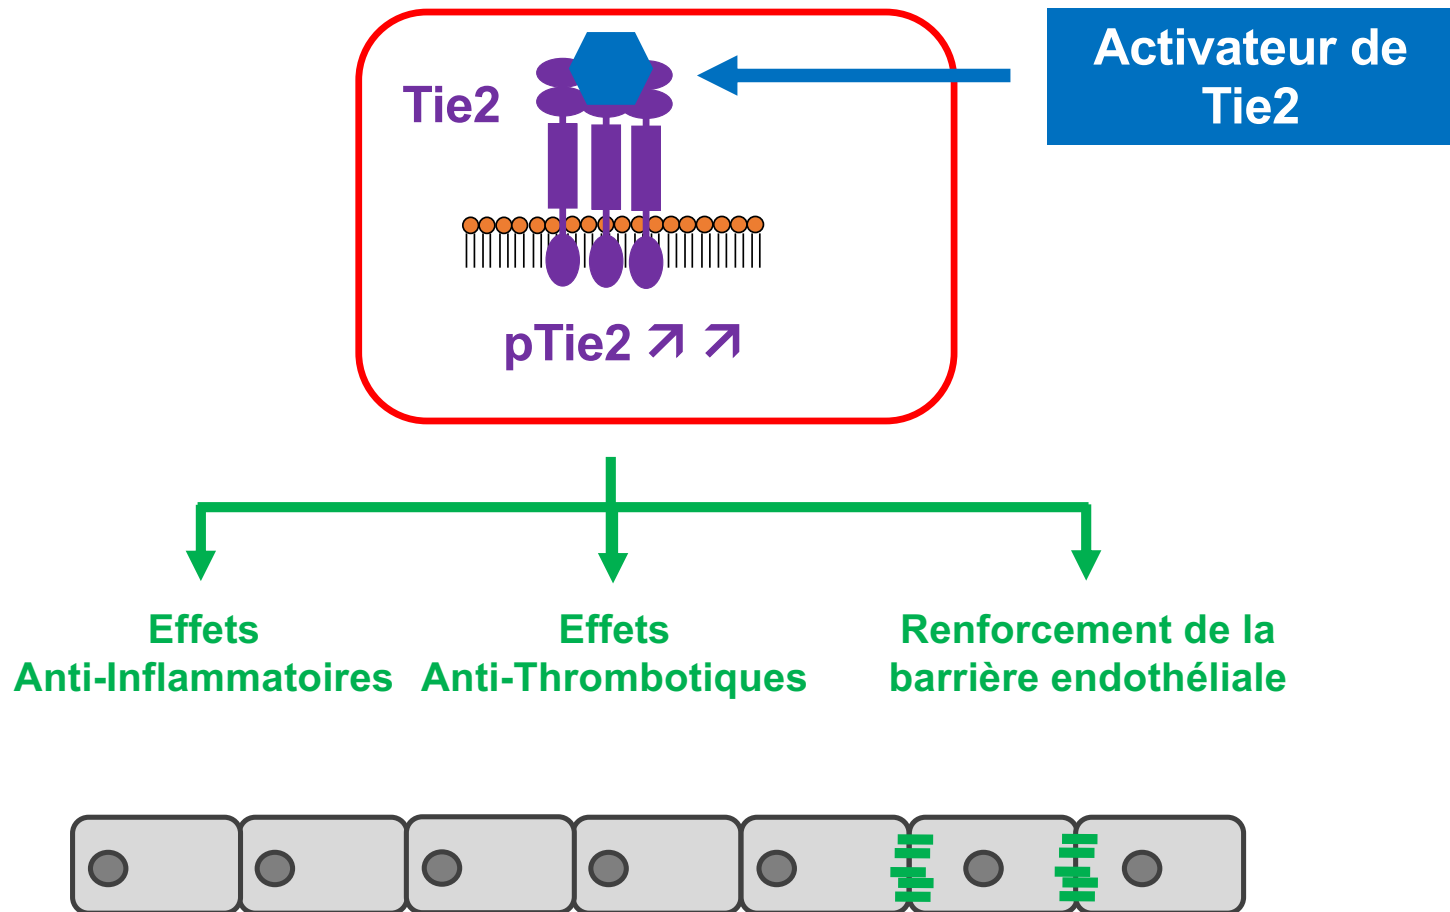 Activateur de
Tie2
Tie2
pTie2 ↗ ↗
Effets
Anti-Inflammatoires
Effets
Anti-Thrombotiques
Renforcement de la
barrière endothéliale